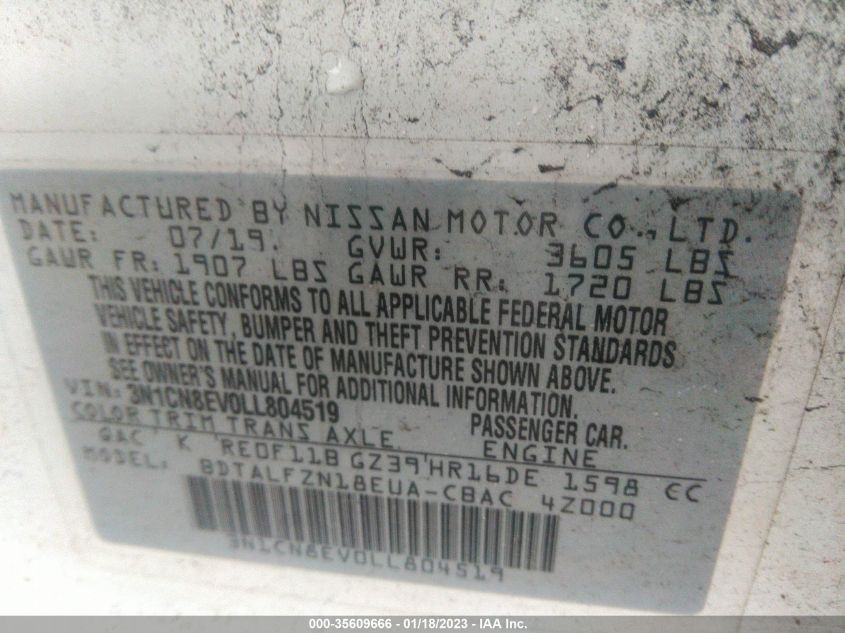 MANUFACTURED BY NISSAN MOTOR CO., LTD.
DATE: 07/19. GVWR: 3605 LBS
GAWR FR: 1907 LBS GAWR RR: 1720 LBS
THIS VEHICLE CONFORMS TO ALL APPLICABLE FEDERAL MOTOR
VEHICLE SAFETY, BUMPER AND THEFT PREVENTION STANDARDS
IN EFFECT ON THE DATE OF MANUFACTURE SHOWN ABOVE.
SEE OWNER'S MANUAL FOR ADDITIONAL INFORMATION.
VIN: 3N1CN8EV0LL804519 PASSENGER CAR.
COLOR TRIM TRANS AXLE ENGINE
QAC K RE0F11B GZ39 HR16DE 1598 CC
MODEL: BDTALFZN18EUA-CBAC 4Z000
3N1CN8EV0LL804519
000-35609666 - 01/18/2023 - IAA Inc.